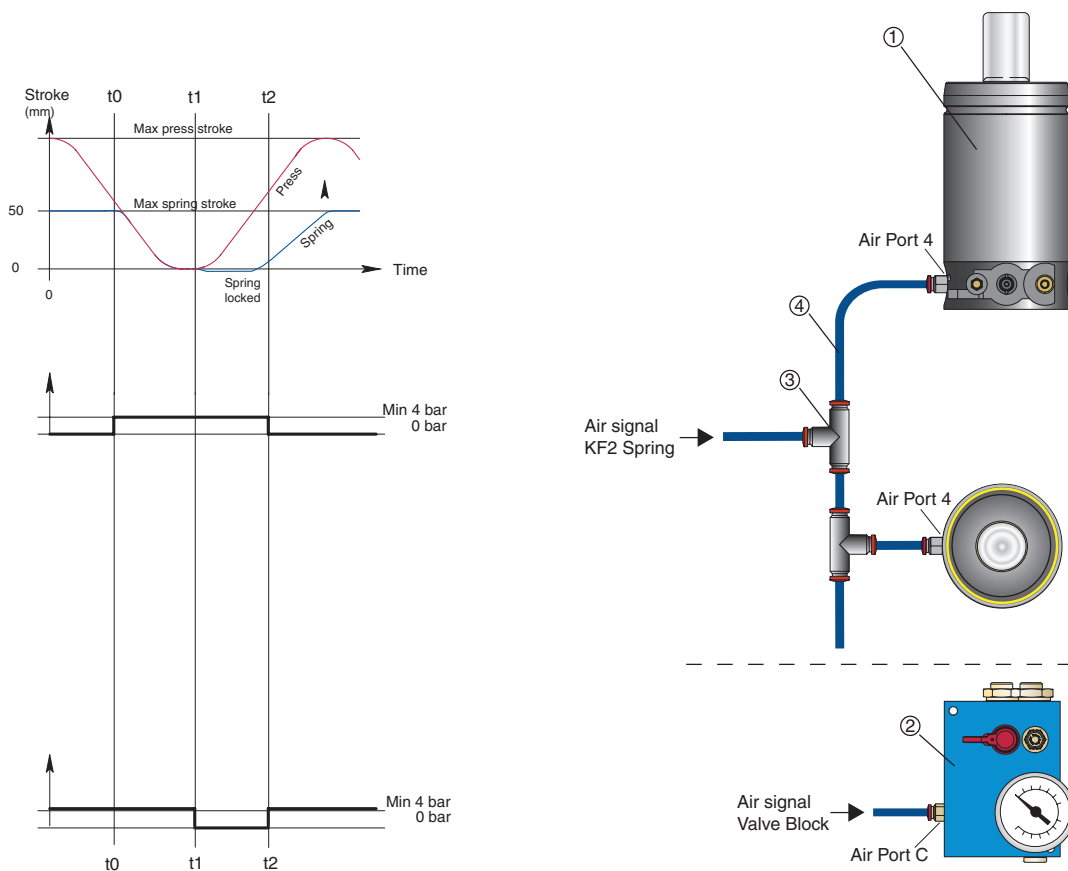 Stroke
(mm)
t0
t1
t2
Max press stroke
Press
50
Max spring stroke
Spring
0
Time
0
Spring
locked
Min 4 bar
0 bar
Min 4 bar
0 bar
t0
t1
t2
①
Air Port 4
④
③
Air signal
KF2 Spring
Air Port 4
②
Air signal
Valve Block
Air Port C